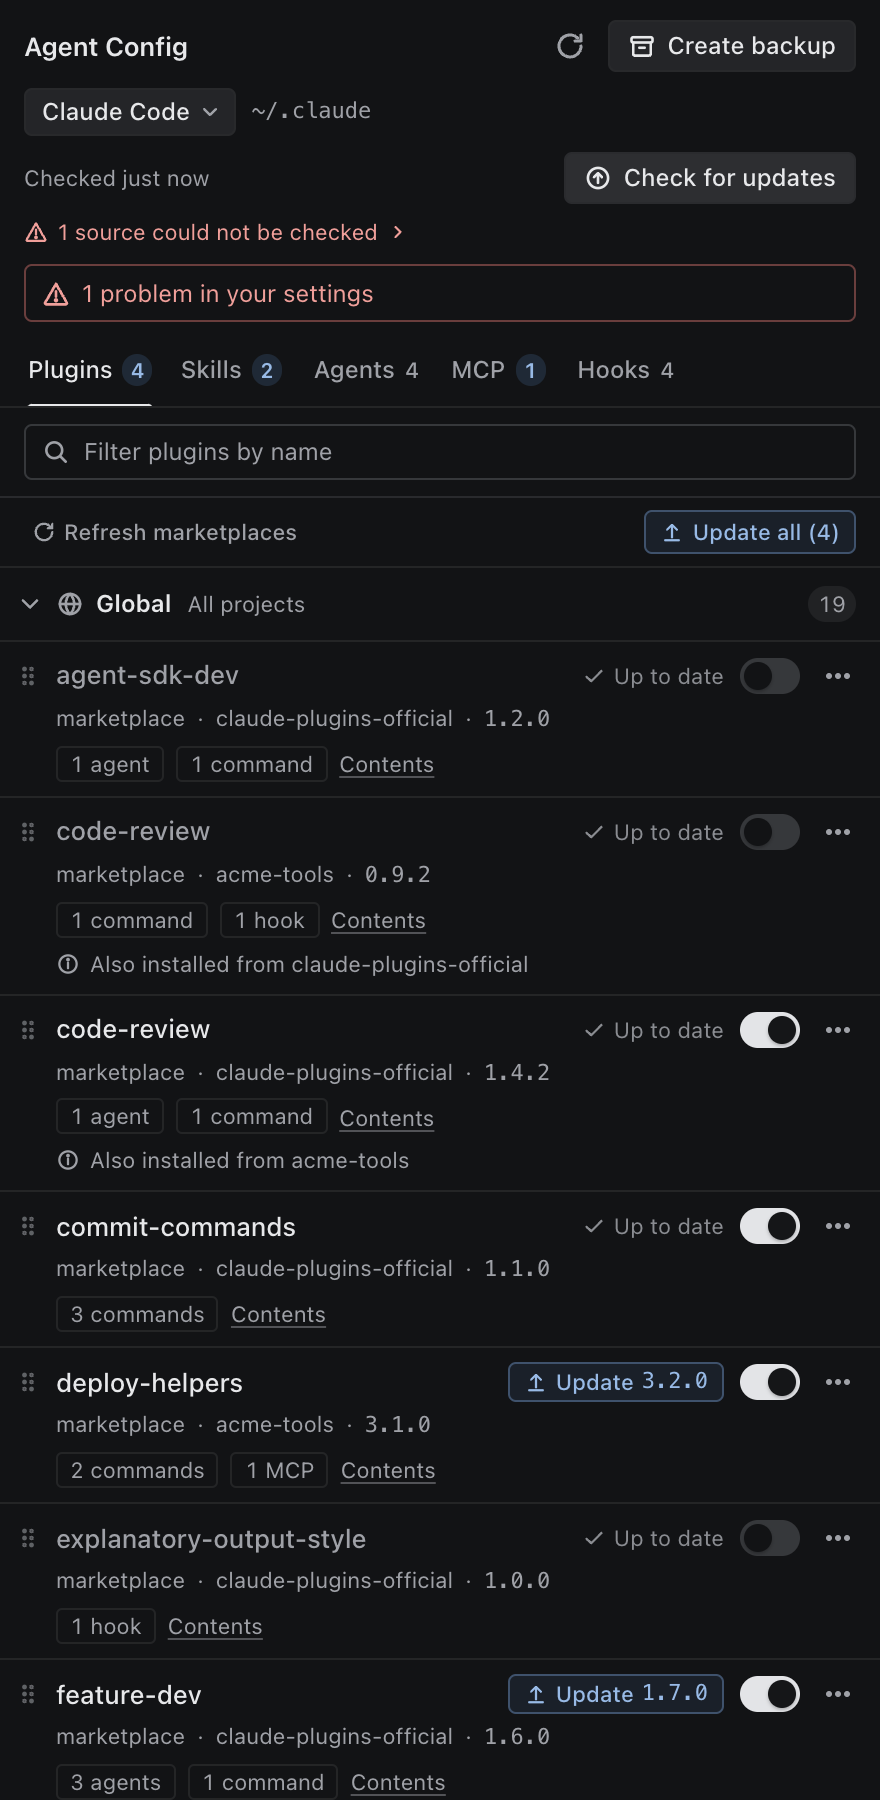 Agent Config
Create backup
Claude Code ~/.claude
Checked just now
Check for updates
1 source could not be checked
1 problem in your settings
Plugins 4 Skills 2 Agents 4 MCP 1 Hooks 4
Filter plugins by name
Refresh marketplaces
Update all (4)
Global All projects 19
agent-sdk-dev
Up to date
marketplace · claude-plugins-official · 1.2.0
1 agent 1 command Contents
code-review
Up to date
marketplace · acme-tools · 0.9.2
1 command 1 hook Contents
Also installed from claude-plugins-official
code-review
Up to date
marketplace · claude-plugins-official · 1.4.2
1 agent 1 command Contents
Also installed from acme-tools
commit-commands
Up to date
marketplace · claude-plugins-official · 1.1.0
3 commands Contents
deploy-helpers
Update 3.2.0
marketplace · acme-tools · 3.1.0
2 commands 1 MCP Contents
explanatory-output-style
Up to date
marketplace · claude-plugins-official · 1.0.0
1 hook Contents
feature-dev
Update 1.7.0
marketplace · claude-plugins-official · 1.6.0
3 agents 1 command Contents